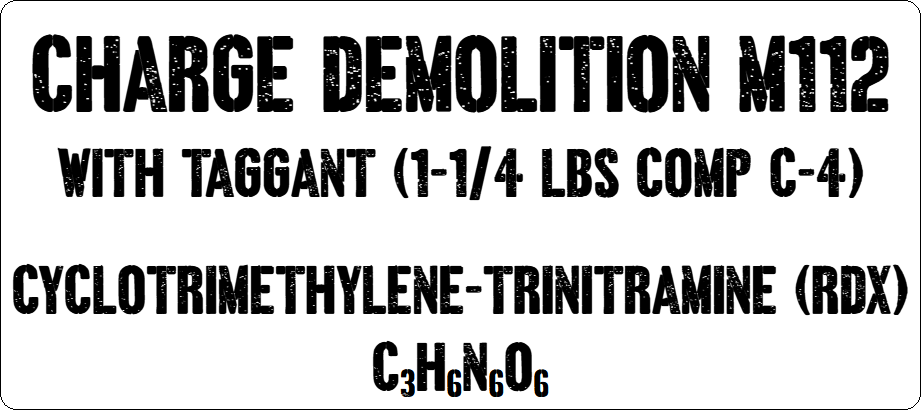 CHARGE DEMOLITION M112
WITH TAGGANT (1-1/4 LBS COMP C-4)
CYCLOTRIMETHYLENE-TRINITRAMINE (RDX)
C₃H₆N₆O₆